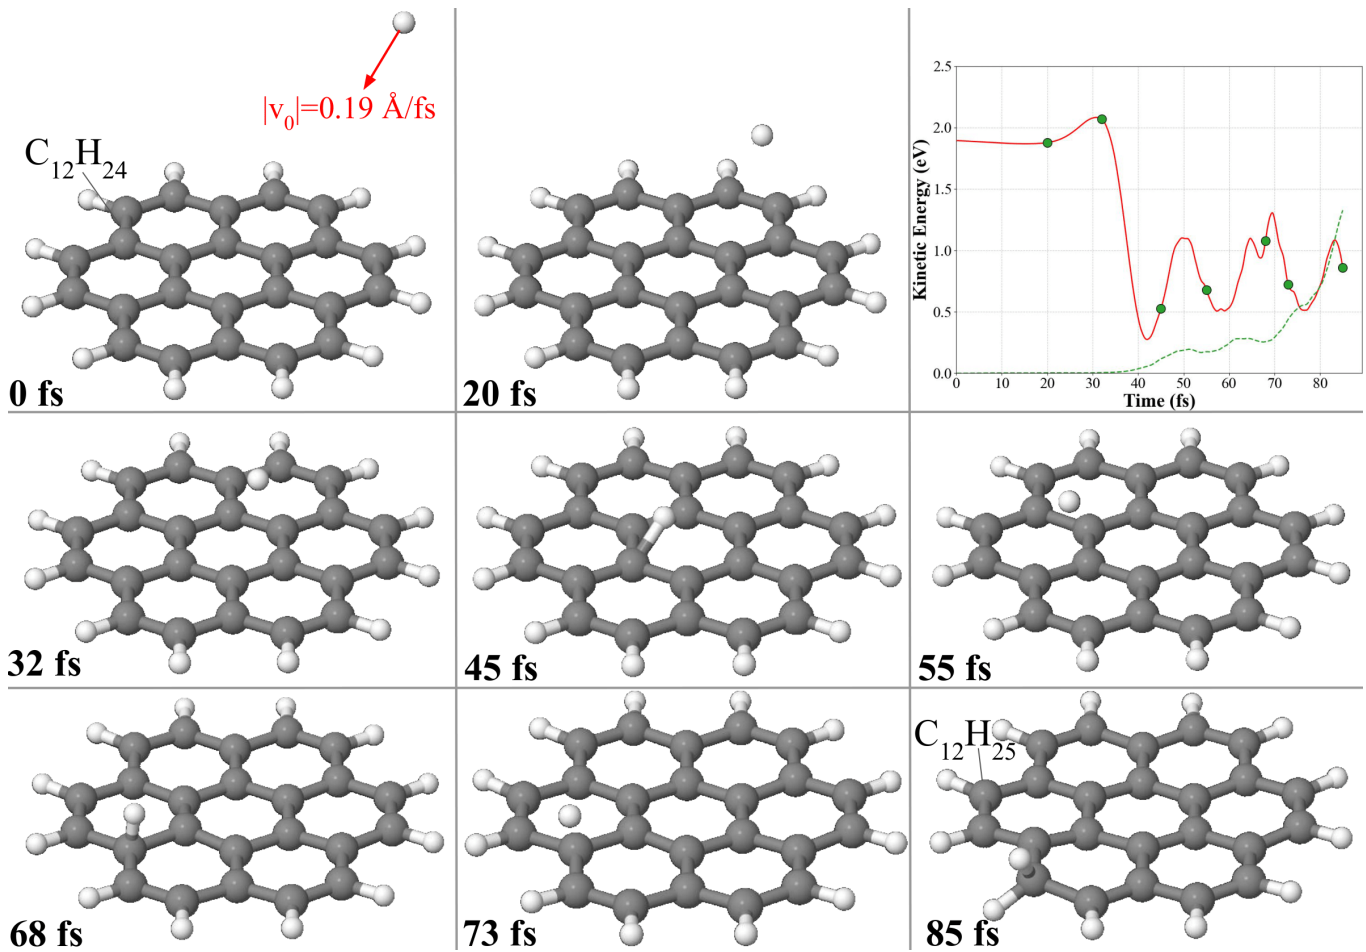 |v0|=0.19 Å/fs
C12H24
0 fs
20 fs
Kinetic Energy (eV)
2.5
2.0
1.5
1.0
0.5
0.0
0 10 20 30 40 50 60 70 80
Time (fs)
32 fs
45 fs
55 fs
68 fs
73 fs
C12H25
85 fs